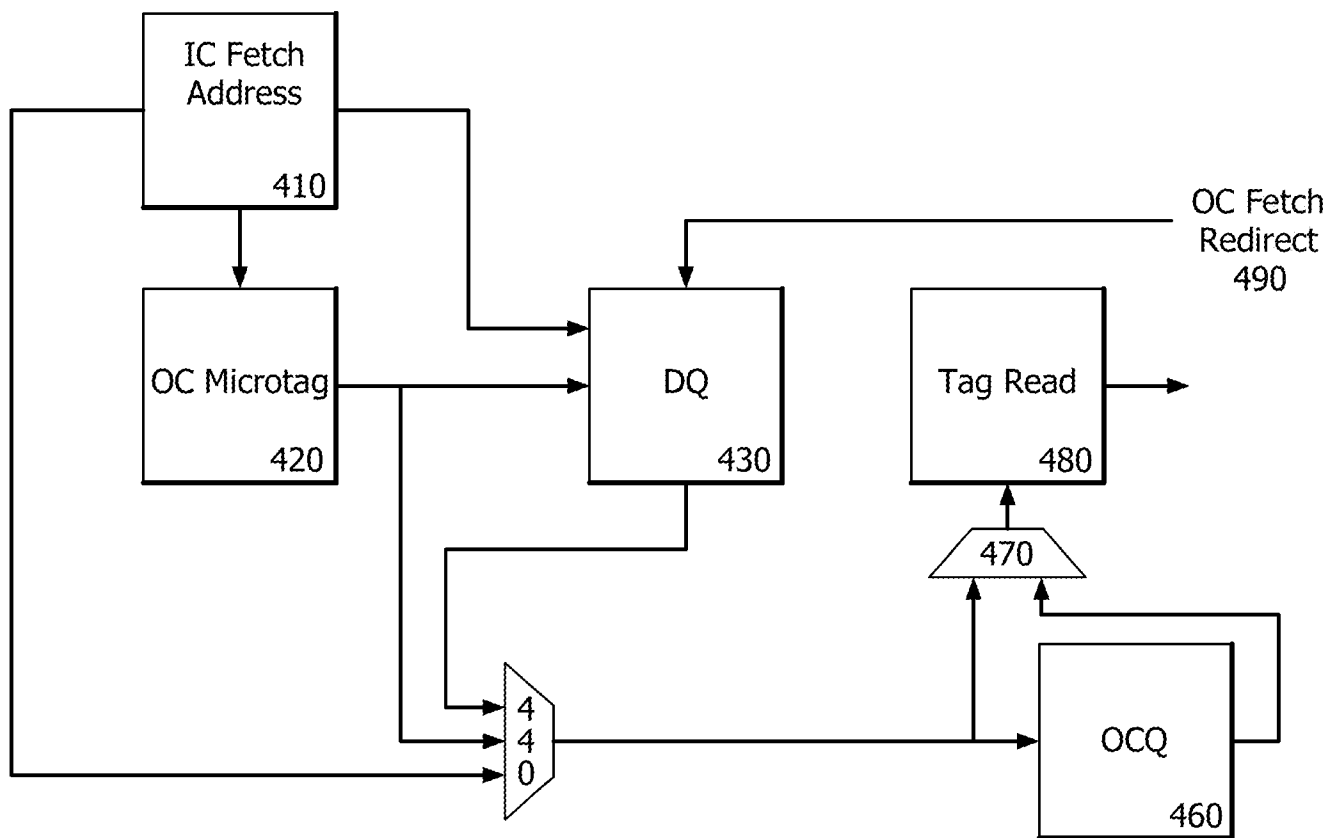 IC Fetch
Address
410
OC Fetch
Redirect
490
OC Microtag
420
DQ
430
Tag Read
480
470
4
4
0
OCQ
460